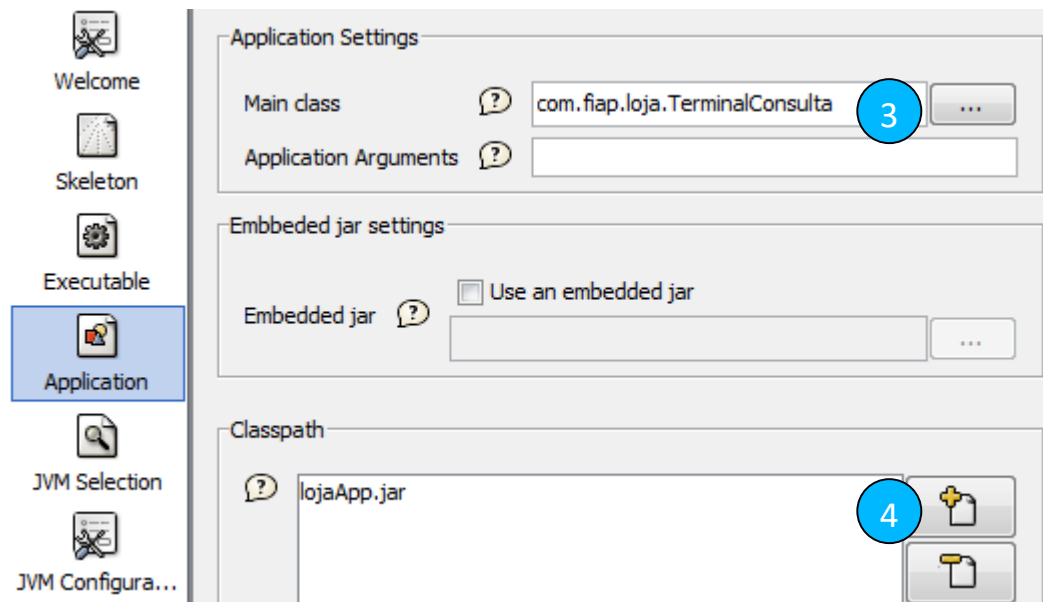 Welcome
Skeleton
Executable
Application
JVM Selection
JVM Configura...
Application Settings
Main class ? com.fiap.loja.TerminalConsulta 3 ...
Application Arguments ?
Embbeded jar settings
Use an embedded jar
Embedded jar ? ...
Classpath
? lojaApp.jar
4